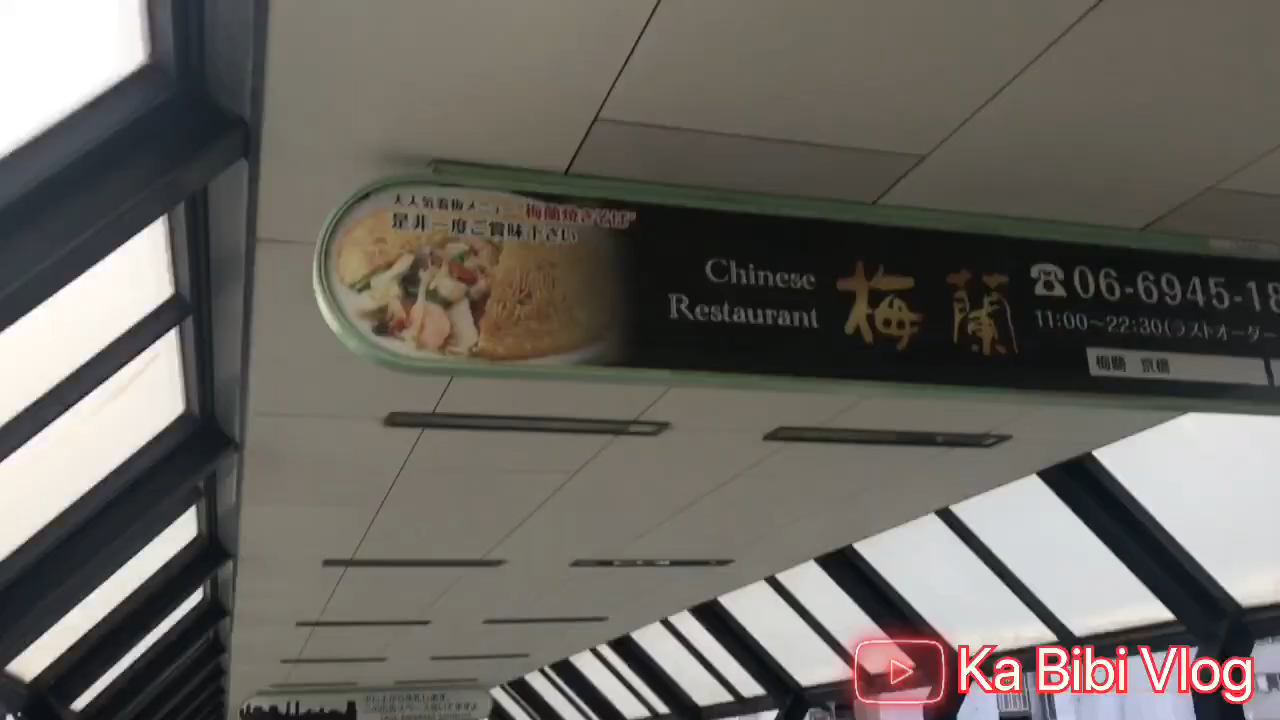 大人気看板メニュー"梅蘭焼きそば"
是非一度ご賞味下さい
Chinese
Restaurant
梅蘭
☎06-6945-18
11:00~22:30(ラストオーダー
梅蘭 京橋
Ka Bibi Vlog